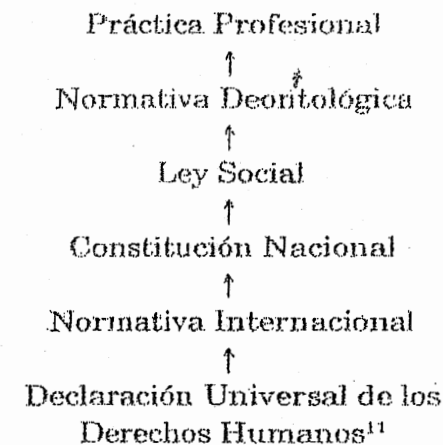 Práctica Profesional
↑
Normativa Deontológica
↑
Ley Social
↑
Constitución Nacional
↑
Normativa Internacional
↑
Declaración Universal de los
Derechos Humanos¹¹